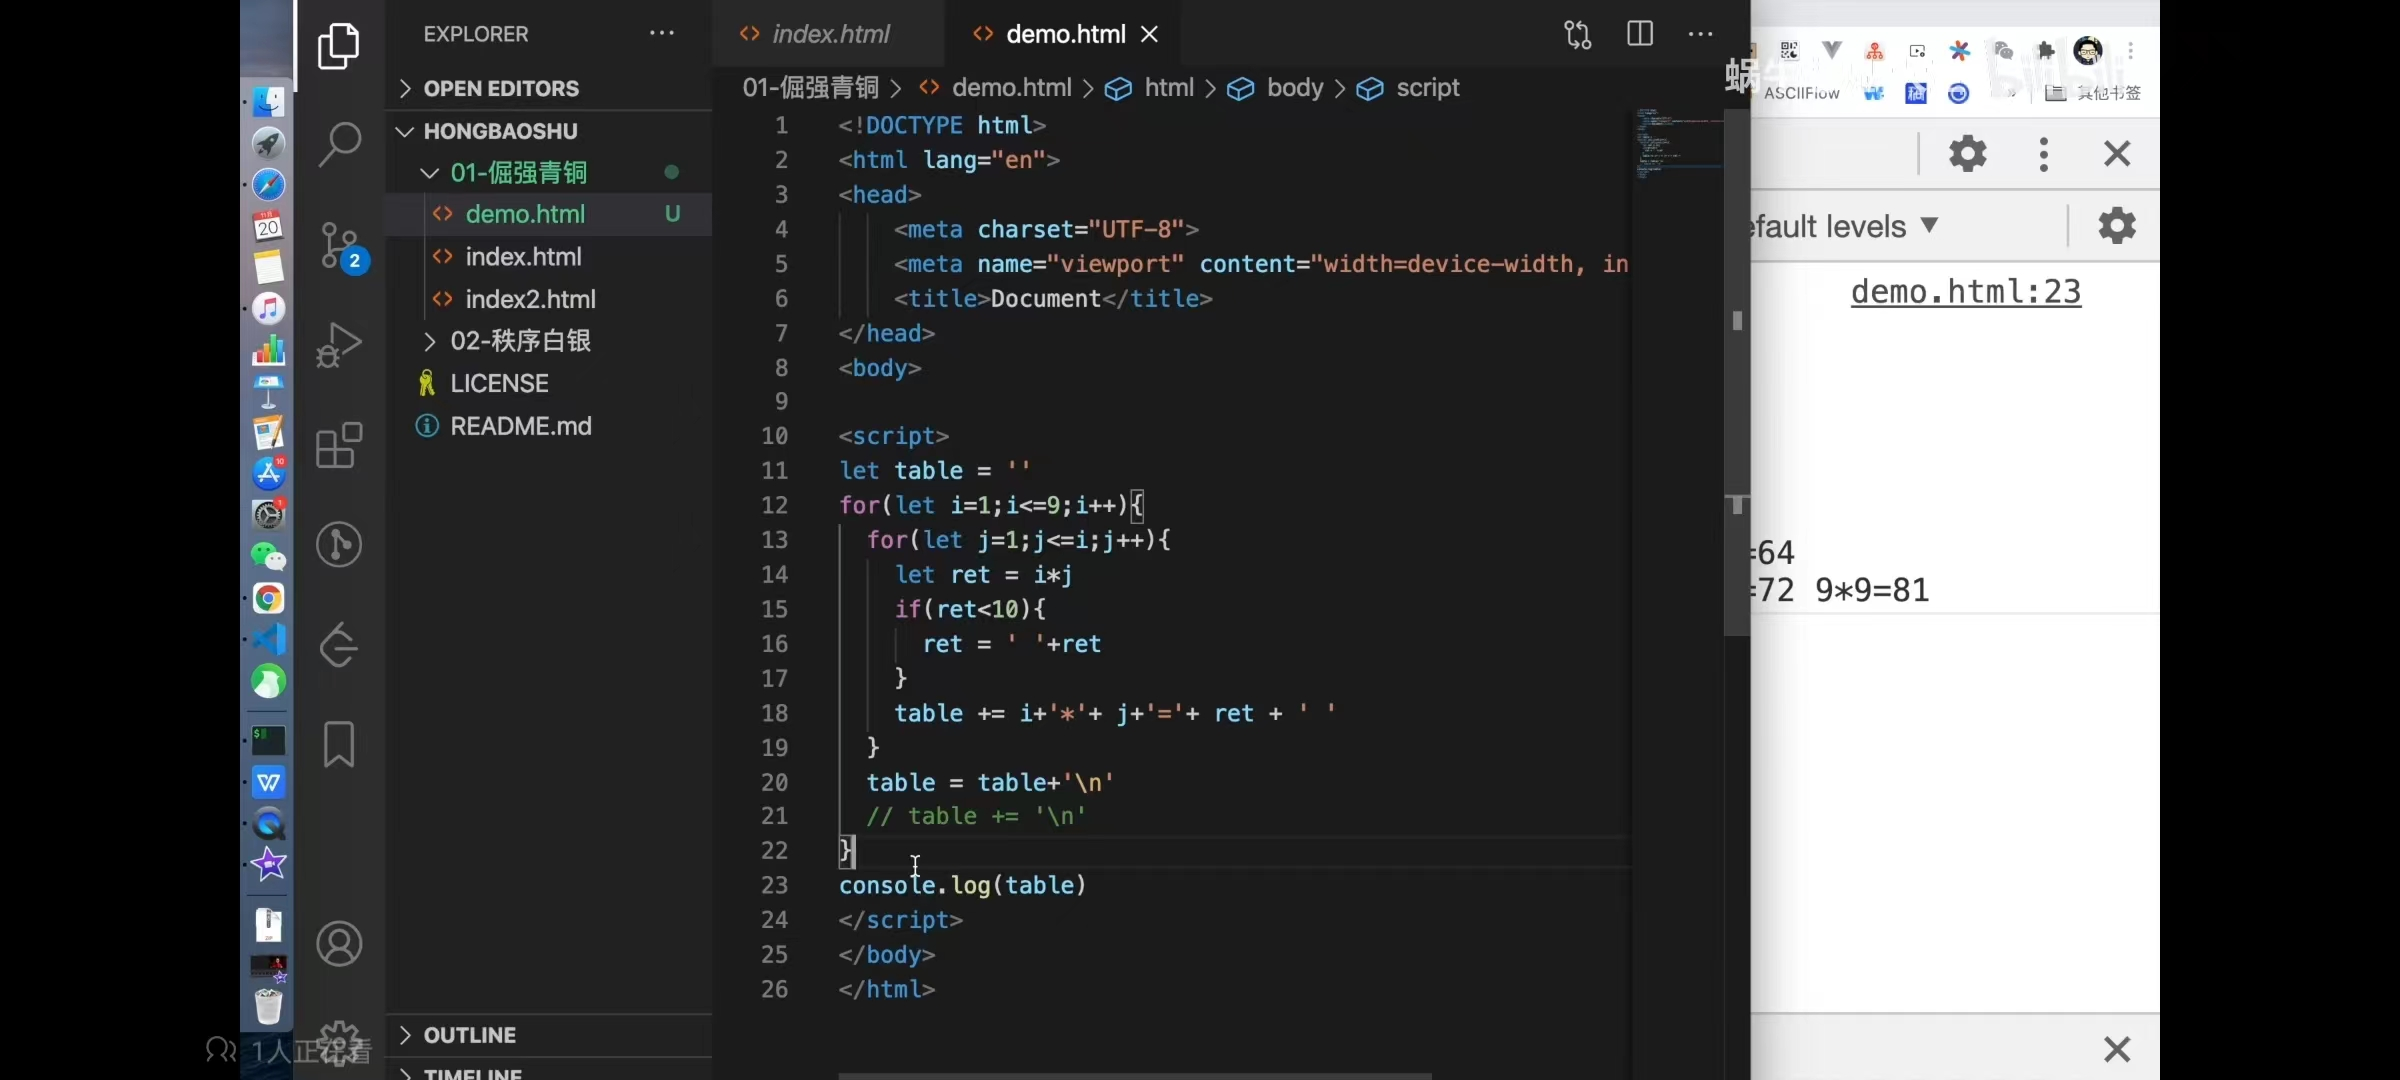 EXPLORER
OPEN EDITORS
HONGBAOSHU
01-倔强青铜
demo.html U
index.html
index2.html
02-秩序白银
LICENSE
README.md
OUTLINE
TIMELINE
2
index.html
demo.html
01-倔强青铜 > demo.html > html > body > script
1 <!DOCTYPE html>
2 <html lang="en">
3 <head>
4 <meta charset="UTF-8">
5 <meta name="viewport" content="width=device-width, in
6 <title>Document</title>
7 </head>
8 <body>
9
10 <script>
11 let table = ''
12 for(let i=1;i<=9;i++){
13 for(let j=1;j<=i;j++){
14 let ret = i*j
15 if(ret<10){
16 ret = ' '+ret
17 }
18 table += i+'*'+ j+'='+ ret + ' '
19 }
20 table = table+'\n'
21 // table += '\n'
22 }
23 console.log(table)
24 </script>
25 </body>
26 </html>
ASCIIFlow
其他书签
efault levels ▼
demo.html:23
=64
=72 9*9=81
1人正在看